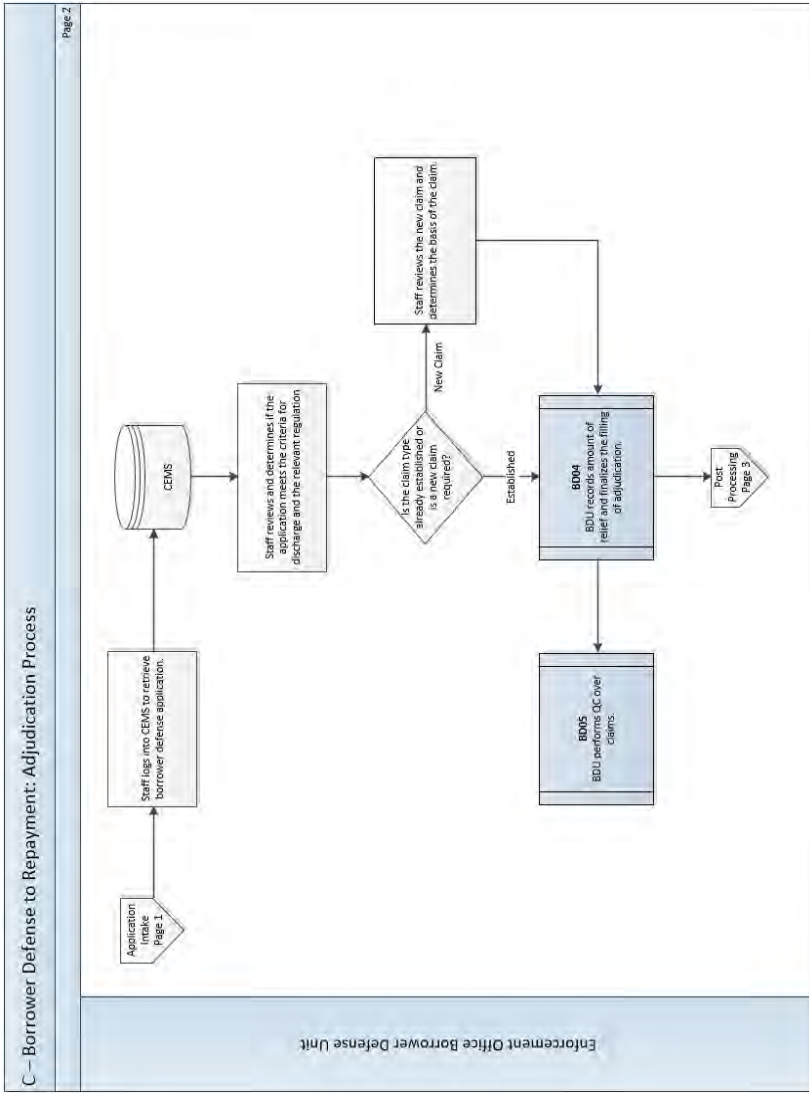 C – Borrower Defense to Repayment: Adjudication Process
Page 2
Enforcement Office Borrower Defense Unit
Application
Intake
Page 1
Staff logs into CEMS to retrieve
borrower defense application.
CEMS
Staff reviews and determines if the
application meets the criteria for
discharge and the relevant regulation
Is the claim type
already established or
is a new claim
required?
New Claim
Staff reviews the new claim and
determines the basis of the claim.
Established
BD04
BDU records amount of
relief and finalizes the filling
of adjudication.
BD05
BDU performs QC over
claims.
Post
Processing
Page 3